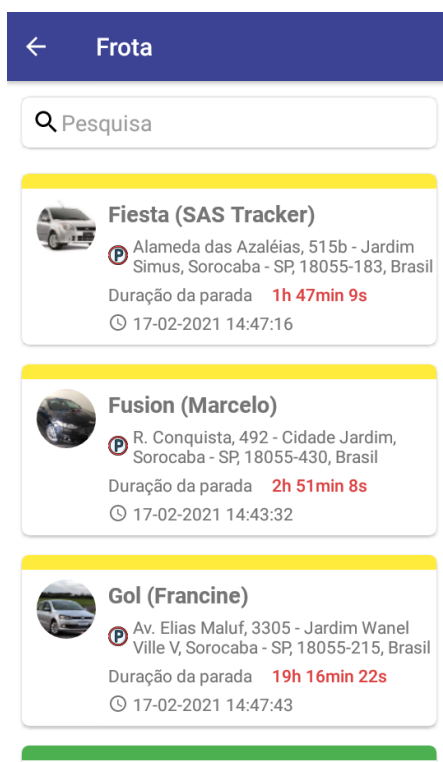 Frota
Pesquisa
Fiesta (SAS Tracker)
P Alameda das Azaléias, 515b - Jardim
Simus, Sorocaba - SP, 18055-183, Brasil
Duração da parada 1h 47min 9s
17-02-2021 14:47:16
Fusion (Marcelo)
P R. Conquista, 492 - Cidade Jardim,
Sorocaba - SP, 18055-430, Brasil
Duração da parada 2h 51min 8s
17-02-2021 14:43:32
Gol (Francine)
P Av. Elias Maluf, 3305 - Jardim Wanel
Ville V, Sorocaba - SP, 18055-215, Brasil
Duração da parada 19h 16min 22s
17-02-2021 14:47:43